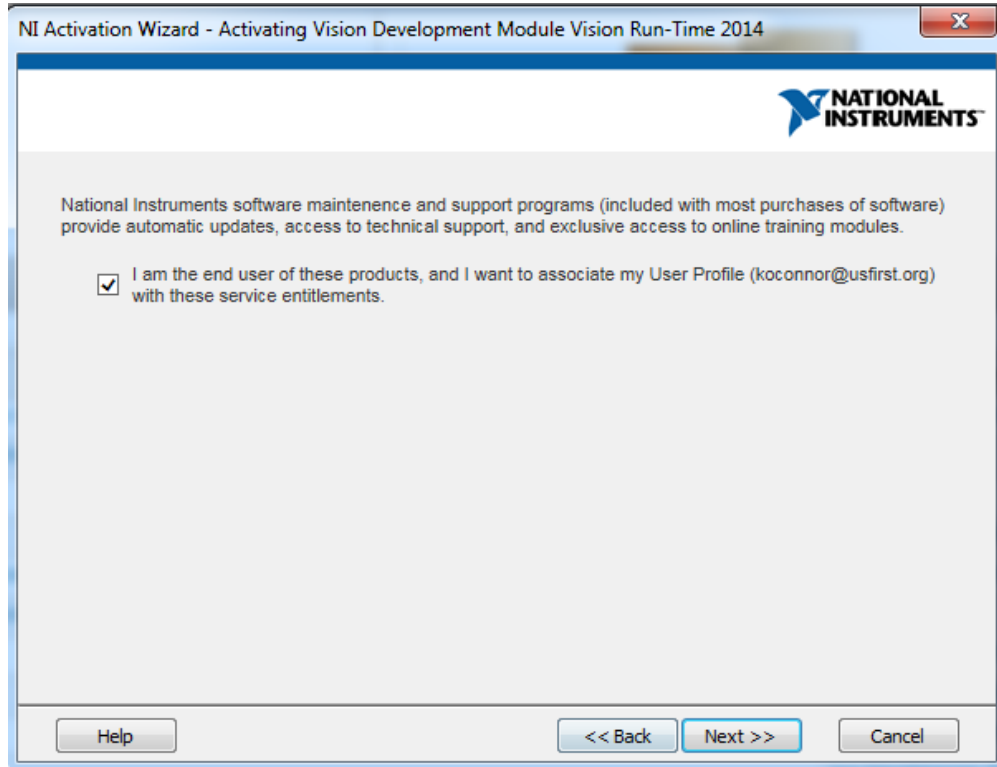 NI Activation Wizard - Activating Vision Development Module Vision Run-Time 2014
NATIONAL
INSTRUMENTS™
National Instruments software maintenence and support programs (included with most purchases of software)
provide automatic updates, access to technical support, and exclusive access to online training modules.
I am the end user of these products, and I want to associate my User Profile (koconnor@usfirst.org)
with these service entitlements.
Help
<< Back
Next >>
Cancel